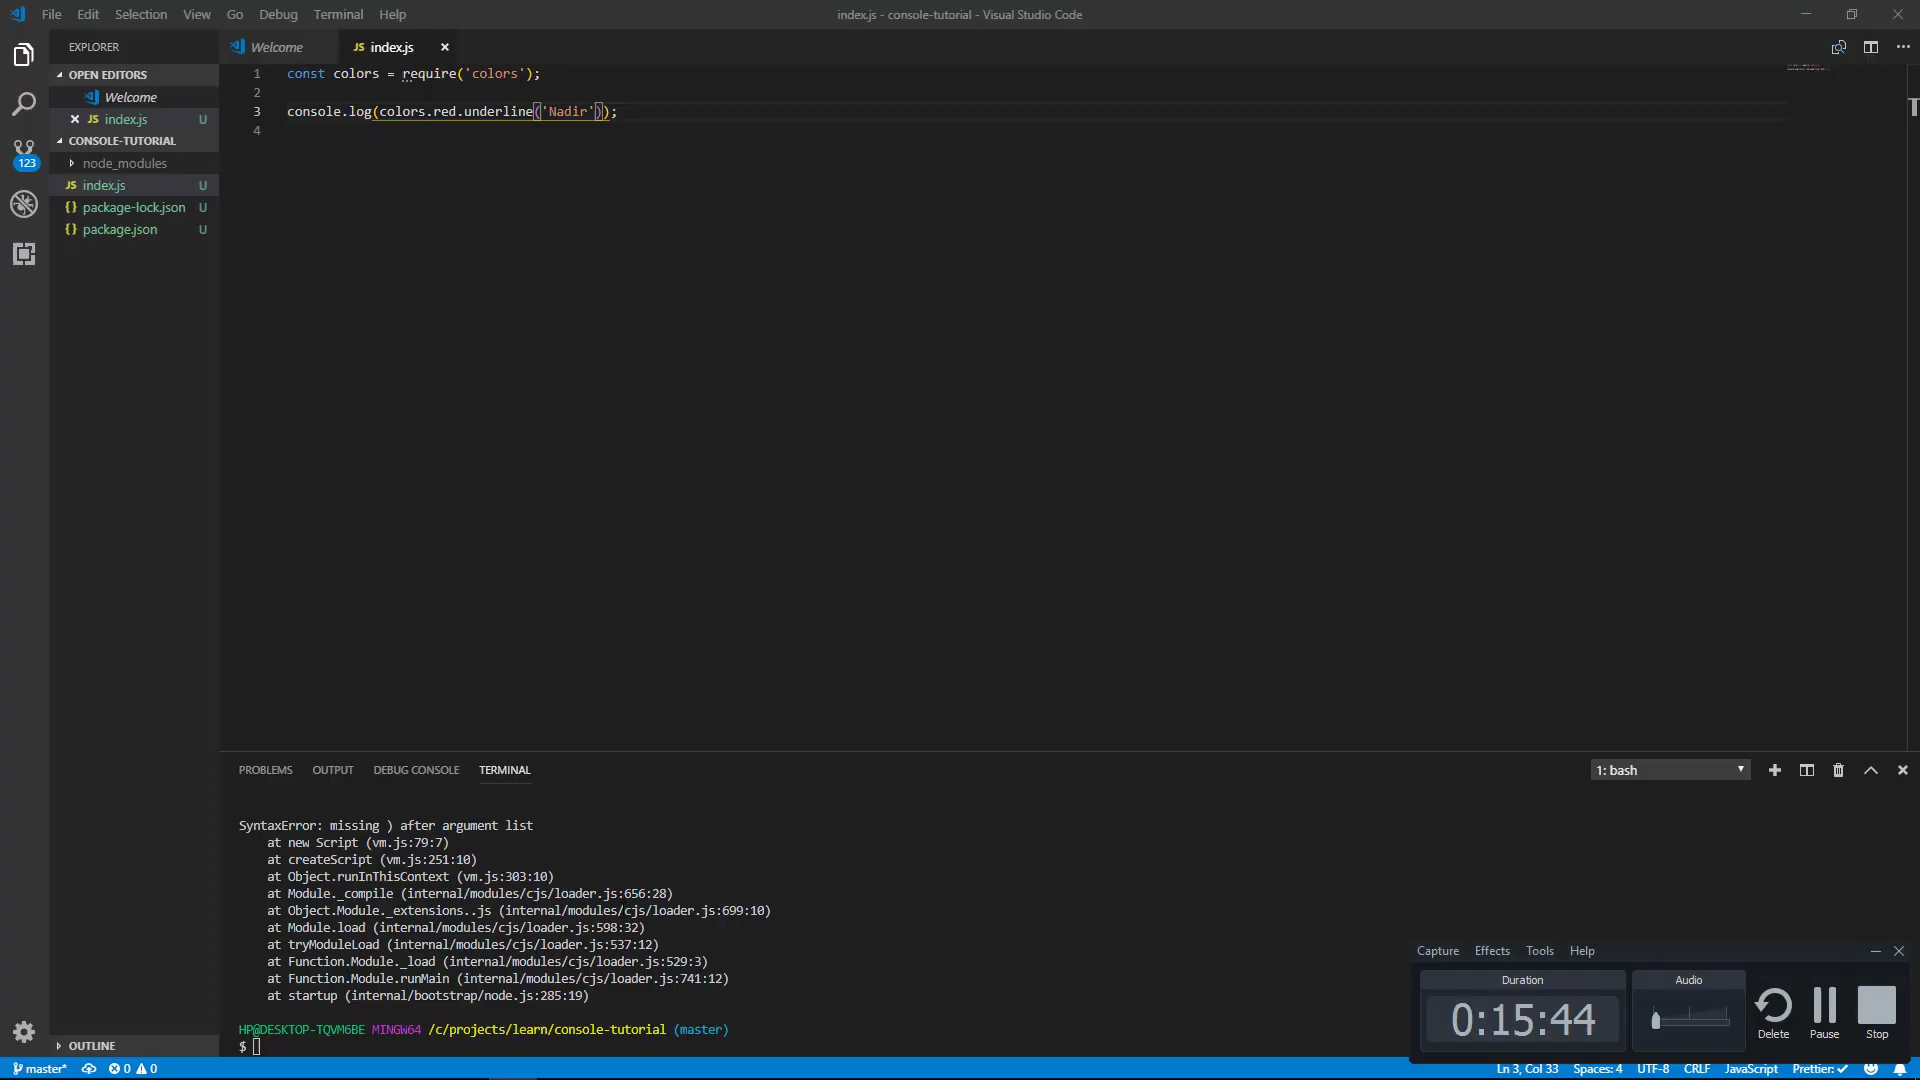 File Edit Selection View Go Debug Terminal Help
index.js - console-tutorial - Visual Studio Code
EXPLORER
OPEN EDITORS
Welcome
JS index.js U
CONSOLE-TUTORIAL
node_modules
JS index.js U
{} package-lock.json U
{} package.json U
OUTLINE
123
Welcome
JS index.js
1 const colors = require('colors');
2
3 console.log(colors.red.underline('Nadir'));
4
PROBLEMS OUTPUT DEBUG CONSOLE TERMINAL
1: bash
SyntaxError: missing ) after argument list
at new Script (vm.js:79:7)
at createScript (vm.js:251:10)
at Object.runInThisContext (vm.js:303:10)
at Module._compile (internal/modules/cjs/loader.js:656:28)
at Object.Module._extensions..js (internal/modules/cjs/loader.js:699:10)
at Module.load (internal/modules/cjs/loader.js:598:32)
at tryModuleLoad (internal/modules/cjs/loader.js:537:12)
at Function.Module._load (internal/modules/cjs/loader.js:529:3)
at Function.Module.runMain (internal/modules/cjs/loader.js:741:12)
at startup (internal/bootstrap/node.js:285:19)
HP@DESKTOP-TQVM6BE MINGW64 /c/projects/learn/console-tutorial (master)
$
Capture Effects Tools Help
Duration
0:15:44
Audio
Delete
Pause
Stop
master* 0 0
Ln 3, Col 33 Spaces: 4 UTF-8 CRLF JavaScript Prettier: ✓